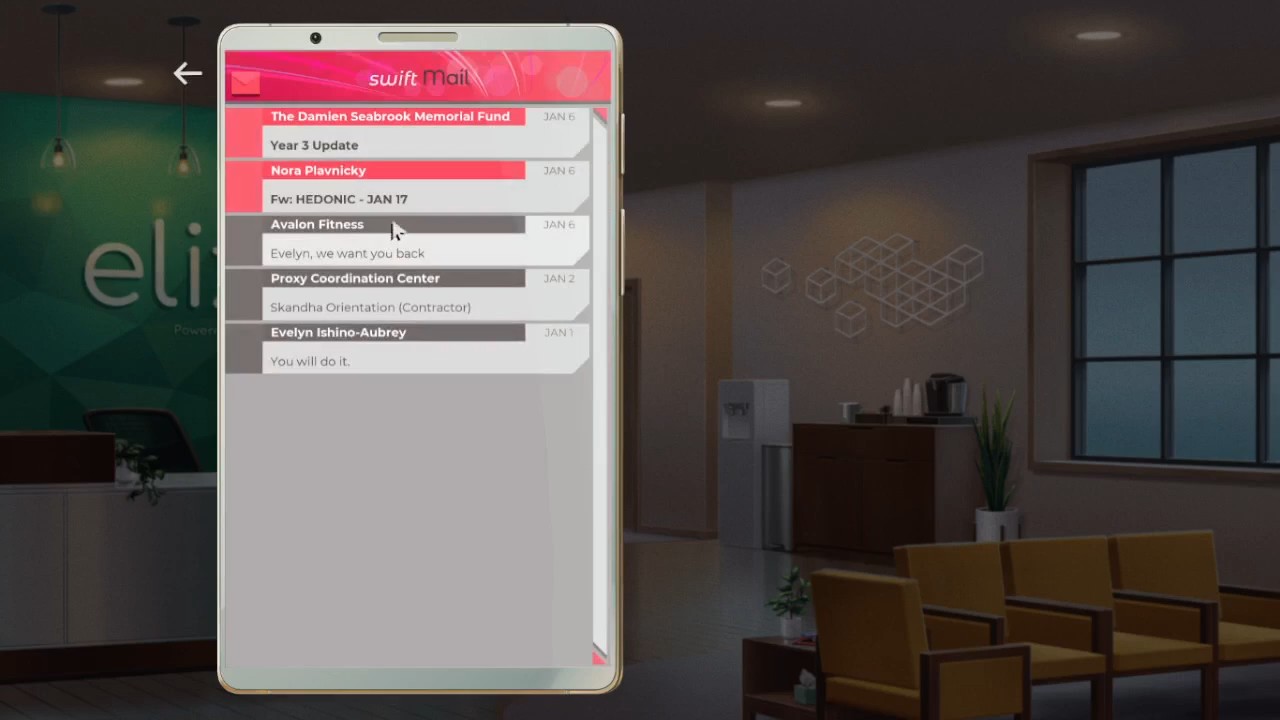 swift Mail
The Damien Seabrook Memorial Fund JAN 6
Year 3 Update
Nora Plavnicky JAN 6
Fw: HEDONIC - JAN 17
Avalon Fitness JAN 6
Evelyn, we want you back
Proxy Coordination Center JAN 2
Skandha Orientation (Contractor)
Evelyn Ishino-Aubrey JAN 1
You will do it.
eli
Powe